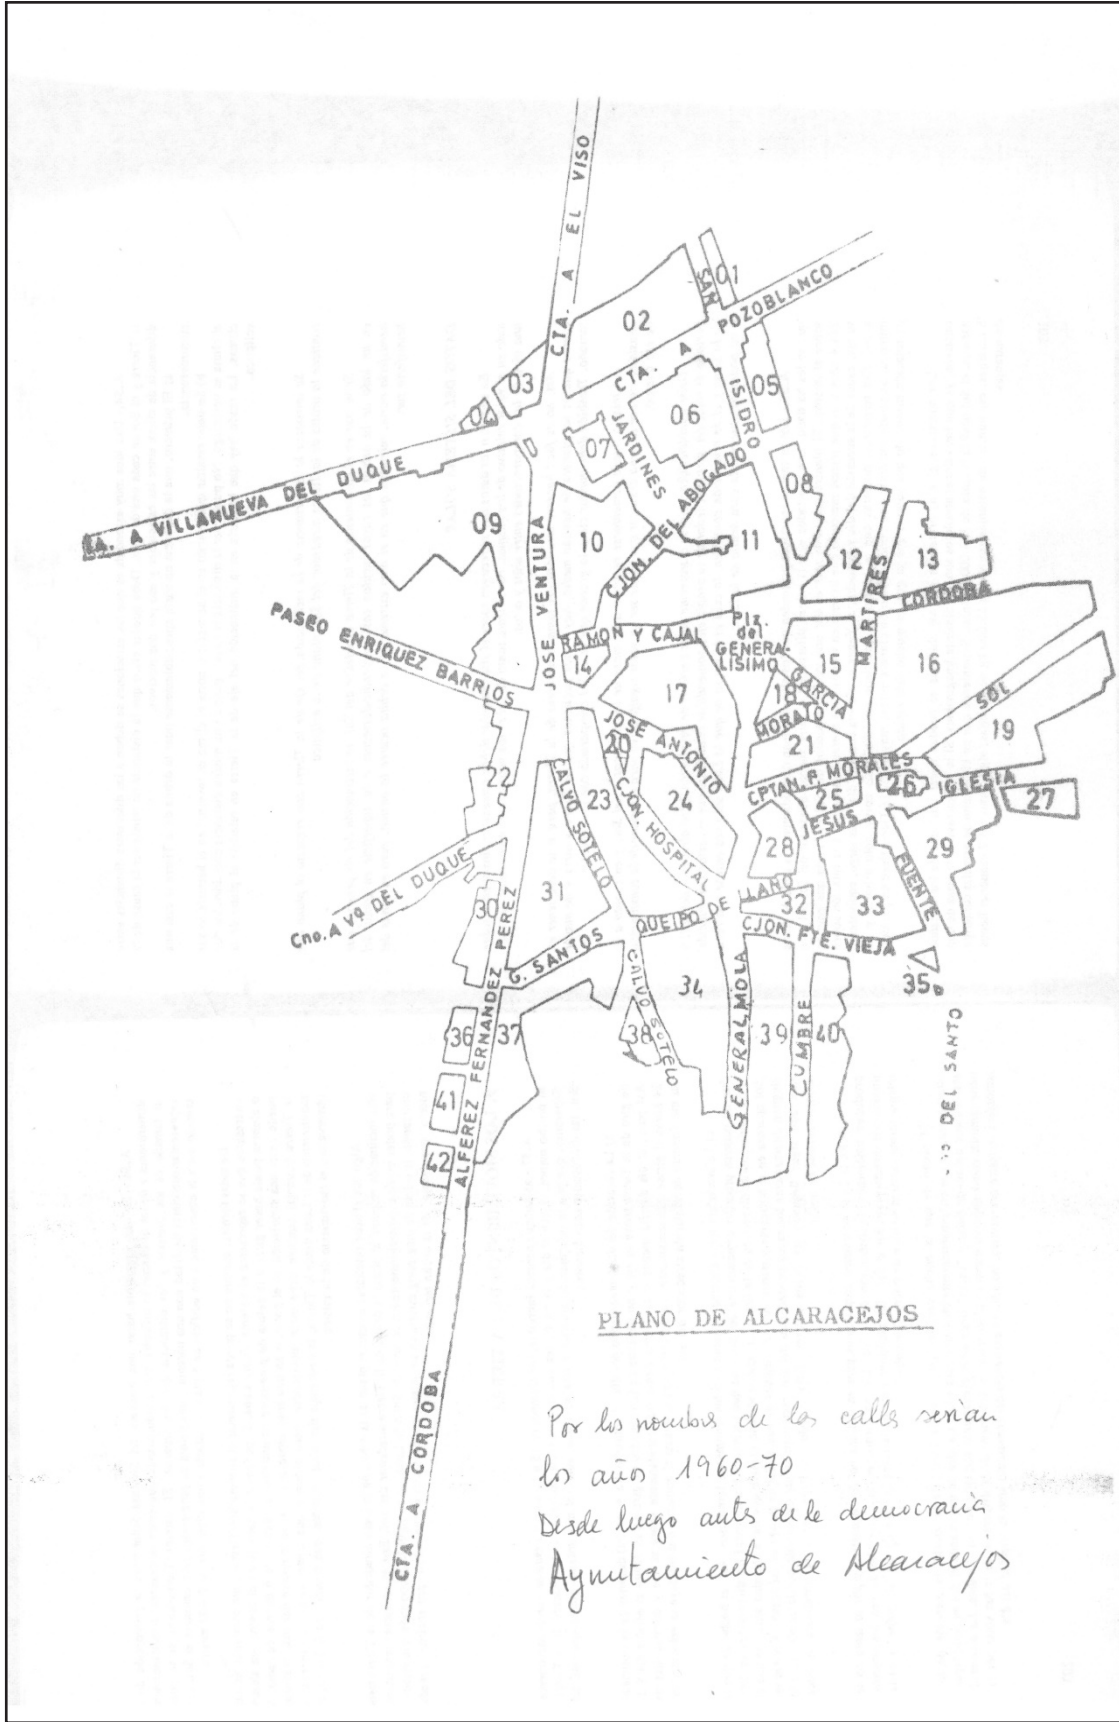 CTA. A EL VISO
SAN ISIDRO
01
POZOBLANCO
02
CTA. A
03
05
04
06
JARDINES
07
CTA. A VILLANUEVA DEL DUQUE
08
09
JOSE VENTURA
10
CJON. DEL ABOGADO
11
12
13
MARTIRES
CORDOBA
PASEO ENRIQUEZ BARRIOS
RAMON Y CAJAL
Plz.
del
GENERA-
LISIMO
14
15
16
17
18
GARCIA
MORATO
SOL
19
JOSE ANTONIO
20
21
22
CALVO SOTELO
23
CJON. HOSPITAL
24
CPTAN. P. MORALES
25
26
IGLESIA
27
JESUS
28
29
FUENTE
Cno. A Vª DEL DUQUE
30
31
QUEIPO DE LLANO
32
33
G. SANTOS
CJON. FTE. VIEJA
34
35
CALVO SOTELO
36
37
38
GENERAL MOLA
39
CUMBRE
40
DEL SANTO
41
42
ALFEREZ FERNANDEZ PEREZ
CTA. A CORDOBA
PLANO DE ALCARACEJOS
Por los nombres de las calles serian
los años 1960-70
Desde luego antes de la democracia
Ayuntamiento de Alcaracejos